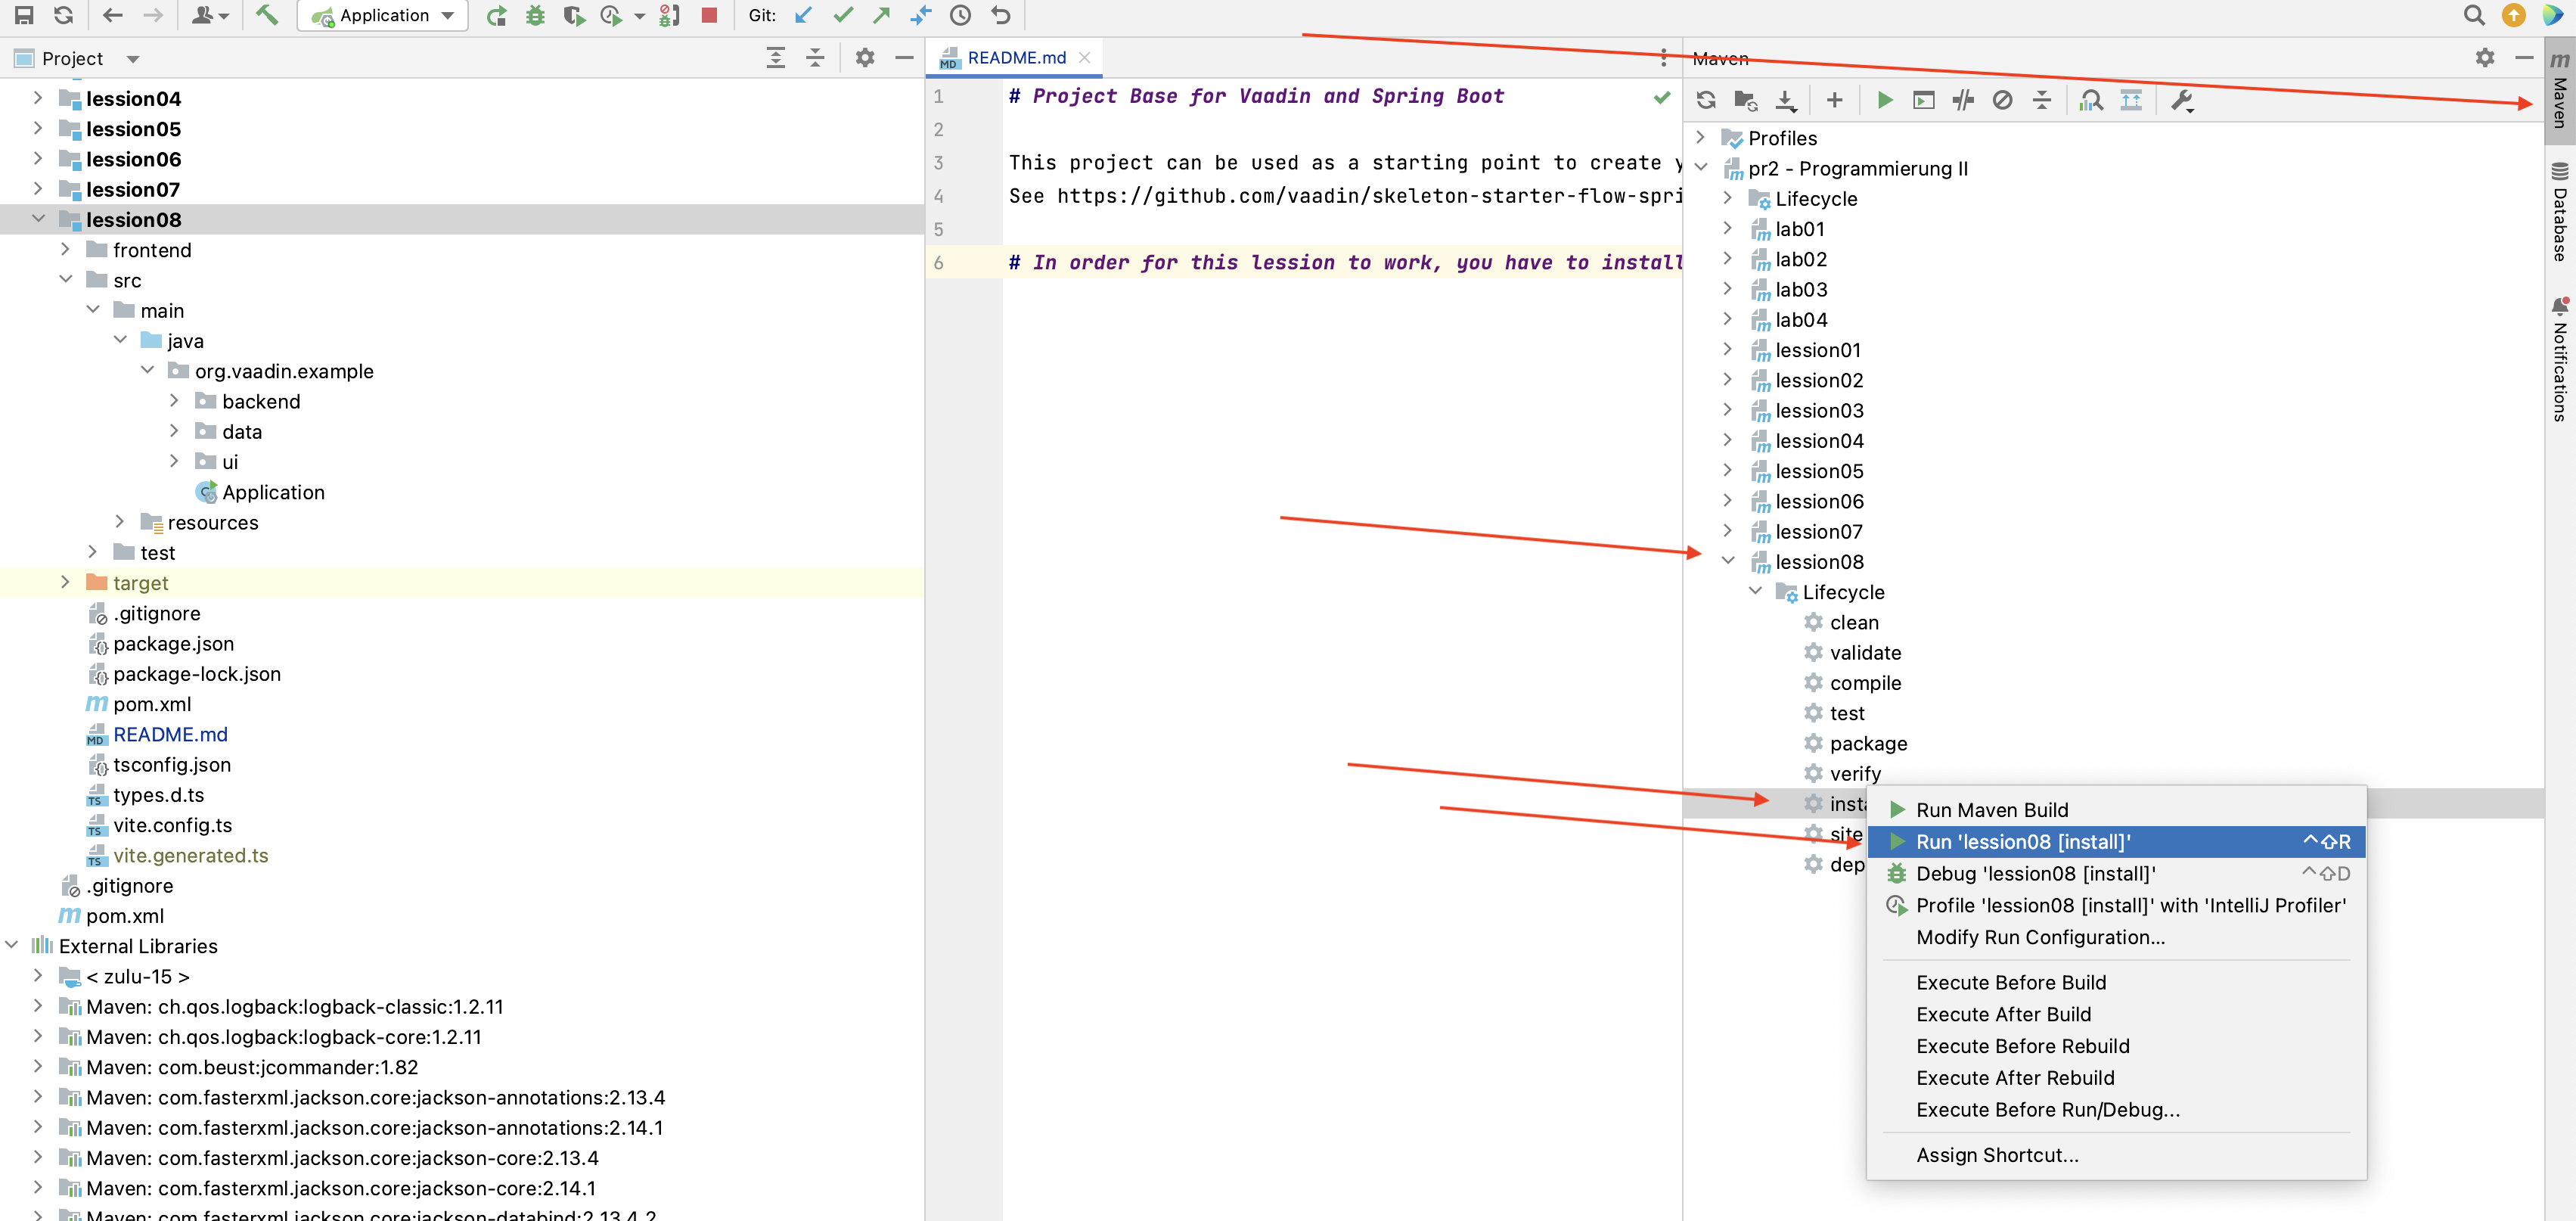 Application
Git:
Project
lession04
lession05
lession06
lession07
lession08
frontend
src
main
java
org.vaadin.example
backend
data
ui
Application
resources
test
target
.gitignore
package.json
package-lock.json
pom.xml
README.md
tsconfig.json
types.d.ts
vite.config.ts
vite.generated.ts
.gitignore
pom.xml
External Libraries
< zulu-15 >
Maven: ch.qos.logback:logback-classic:1.2.11
Maven: ch.qos.logback:logback-core:1.2.11
Maven: com.beust:jcommander:1.82
Maven: com.fasterxml.jackson.core:jackson-annotations:2.13.4
Maven: com.fasterxml.jackson.core:jackson-annotations:2.14.1
Maven: com.fasterxml.jackson.core:jackson-core:2.13.4
Maven: com.fasterxml.jackson.core:jackson-core:2.14.1
Maven: com.fasterxml.jackson.core:jackson-databind:2.13.4.2
README.md
1 # Project Base for Vaadin and Spring Boot
2
3 This project can be used as a starting point to create y
4 See https://github.com/vaadin/skeleton-starter-flow-spri
5
6 # In order for this lession to work, you have to install
Maven
Profiles
pr2 - Programmierung II
Lifecycle
lab01
lab02
lab03
lab04
lession01
lession02
lession03
lession04
lession05
lession06
lession07
lession08
Lifecycle
clean
validate
compile
test
package
verify
insta
site
dep
Run Maven Build
Run 'lession08 [install]' ^⇧R
Debug 'lession08 [install]' ^⇧D
Profile 'lession08 [install]' with 'IntelliJ Profiler'
Modify Run Configuration...
Execute Before Build
Execute After Build
Execute Before Rebuild
Execute After Rebuild
Execute Before Run/Debug...
Assign Shortcut...
Maven
Database
Notifications